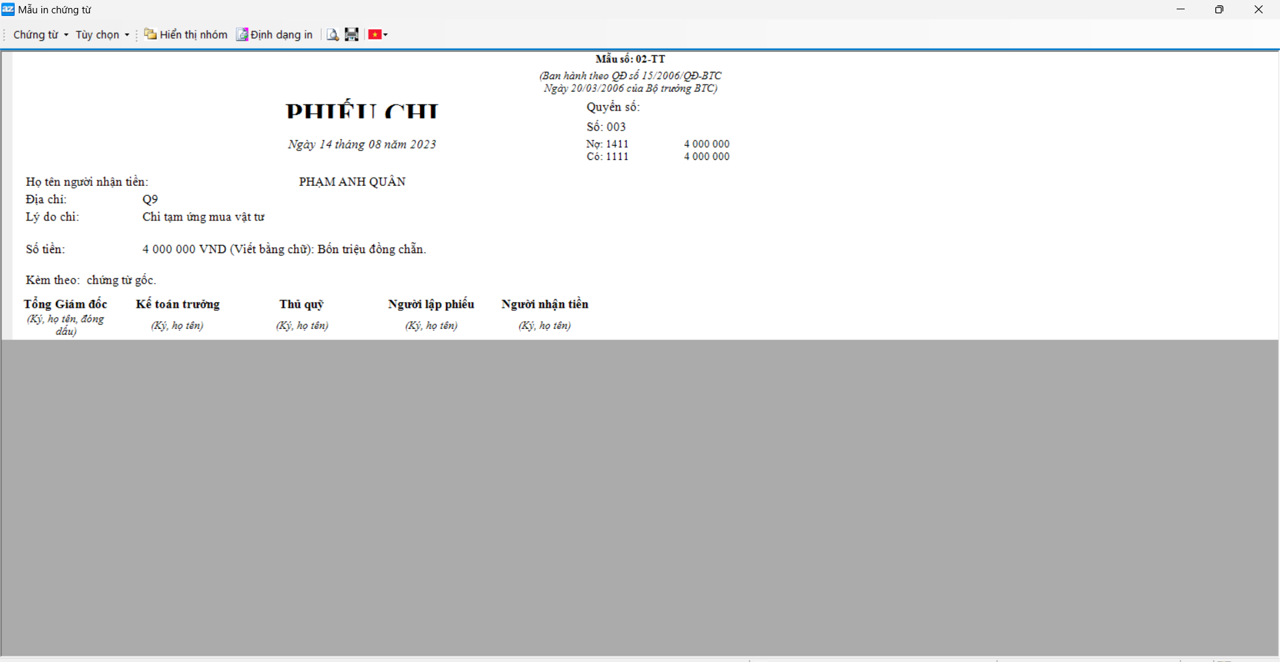 az Mẫu in chứng từ
Chứng từ Tùy chọn Hiển thị nhóm Định dạng in
Mẫu số: 02-TT
(Ban hành theo QĐ số 15/2006/QĐ-BTC
Ngày 20/03/2006 của Bộ trưởng BTC)
PHIẾU CHI
Quyển số:
Số: 003
Ngày 14 tháng 08 năm 2023
Nợ: 1411 4 000 000
Có: 1111 4 000 000
Họ tên người nhận tiền: PHẠM ANH QUÂN
Địa chỉ: Q9
Lý do chi: Chi tạm ứng mua vật tư
Số tiền: 4 000 000 VND (Viết bằng chữ): Bốn triệu đồng chẵn.
Kèm theo: chứng từ gốc.
Tổng Giám đốc Kế toán trưởng Thủ quỹ Người lập phiếu Người nhận tiền
(Ký, họ tên, đóng dấu) (Ký, họ tên) (Ký, họ tên) (Ký, họ tên) (Ký, họ tên)